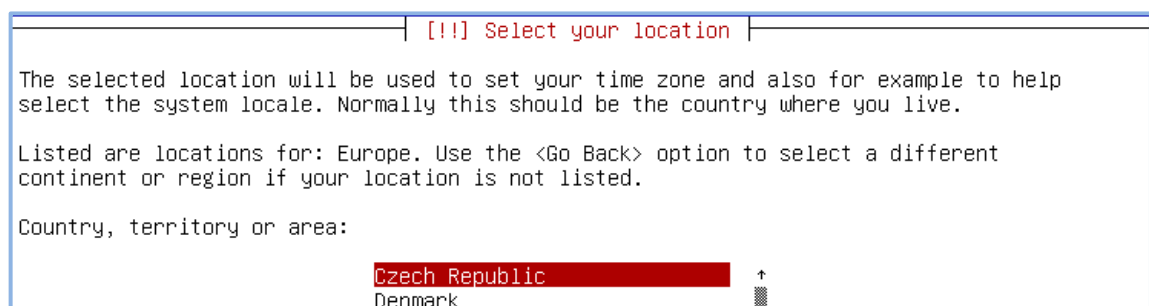 [!!] Select your location
The selected location will be used to set your time zone and also for example to help
select the system locale. Normally this should be the country where you live.
Listed are locations for: Europe. Use the <Go Back> option to select a different
continent or region if your location is not listed.
Country, territory or area:
Czech Republic
Denmark